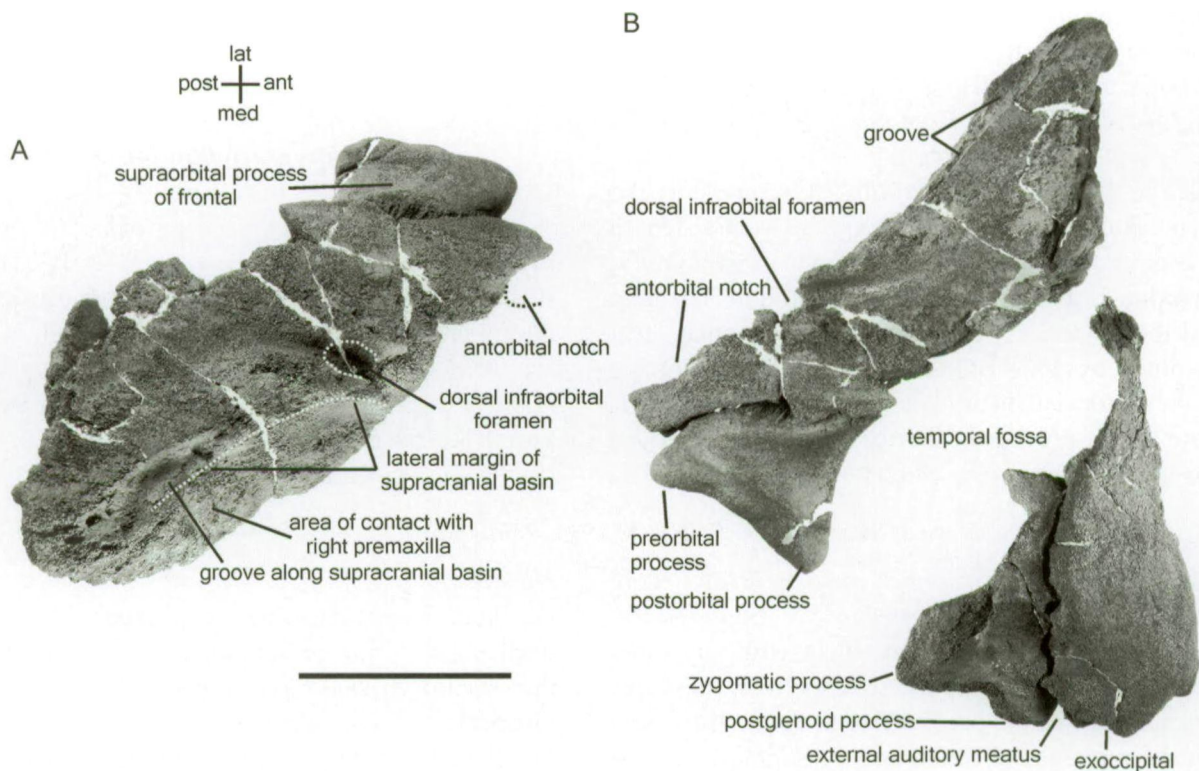 B
lat
post
ant
med
A
groove
supraorbital process
of frontal
dorsal infraobital foramen
antorbital notch
antorbital notch
dorsal infraorbital
foramen
lateral margin of
supracranial basin
temporal fossa
area of contact with
right premaxilla
groove along supracranial basin
preorbital
process
postorbital process
zygomatic process
postglenoid process
external auditory meatus
exoccipital